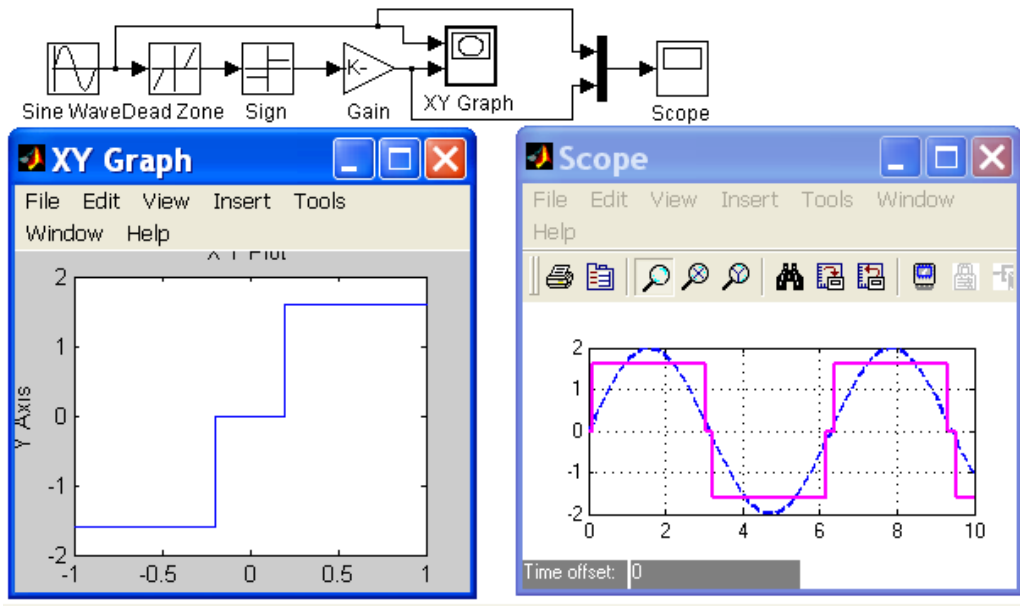 K-
Sine Wave Dead Zone Sign Gain XY Graph Scope
XY Graph
File Edit View Insert Tools
Window Help
X Y Plot
Y Axis
2
1
0
-1
-2
-1 -0.5 0 0.5 1
Scope
File Edit View Insert Tools Window
Help
2
1
0
-1
-2
0 2 4 6 8 10
Time offset: 0